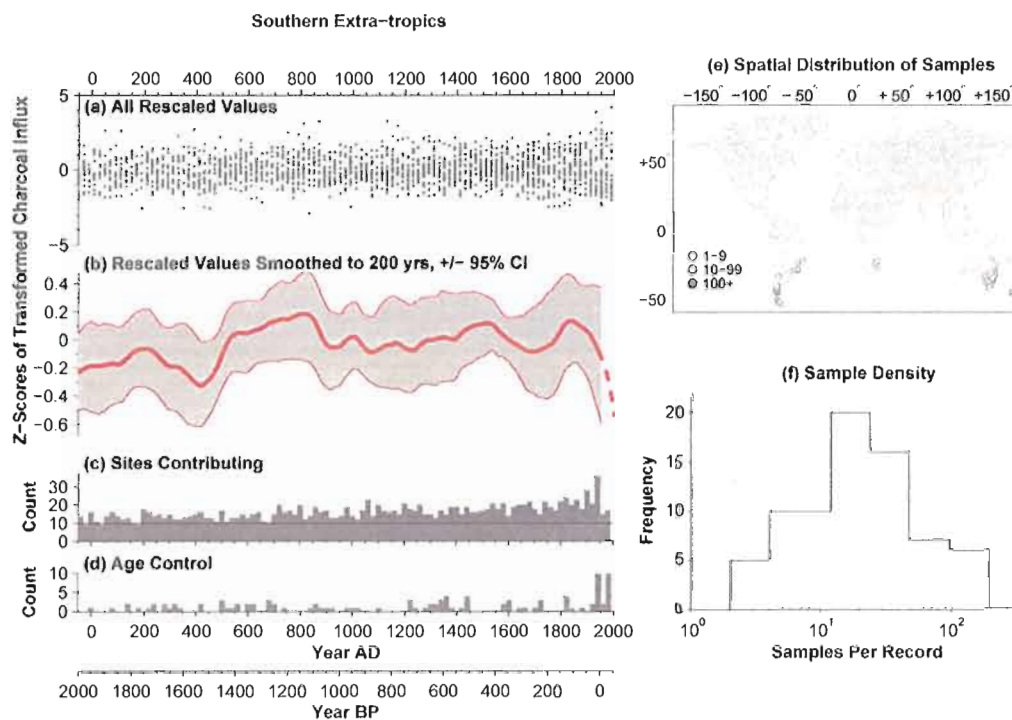 Southern Extra-tropics
0 200 400 600 800 1000 1200 1400 1600 1800 2000
Z-Scores of Transformed Charcoal Influx
(a) All Rescaled Values
5
0
-5
(b) Rescaled Values Smoothed to 200 yrs, +/- 95% CI
0.4
0.2
0
-0.2
-0.4
-0.6
(c) Sites Contributing
Count
30
20
10
0
(d) Age Control
Count
10
5
0
0 200 400 600 800 1000 1200 1400 1600 1800 2000
Year AD
2000 1800 1600 1400 1200 1000 800 600 400 200 0
Year BP
(e) Spatial Distribution of Samples
-150° -100° -50° 0° +50° +100° +150°
+50
0
-50
1-9
10-99
100+
(f) Sample Density
Frequency
20
15
10
5
0
10⁰ 10¹ 10²
Samples Per Record